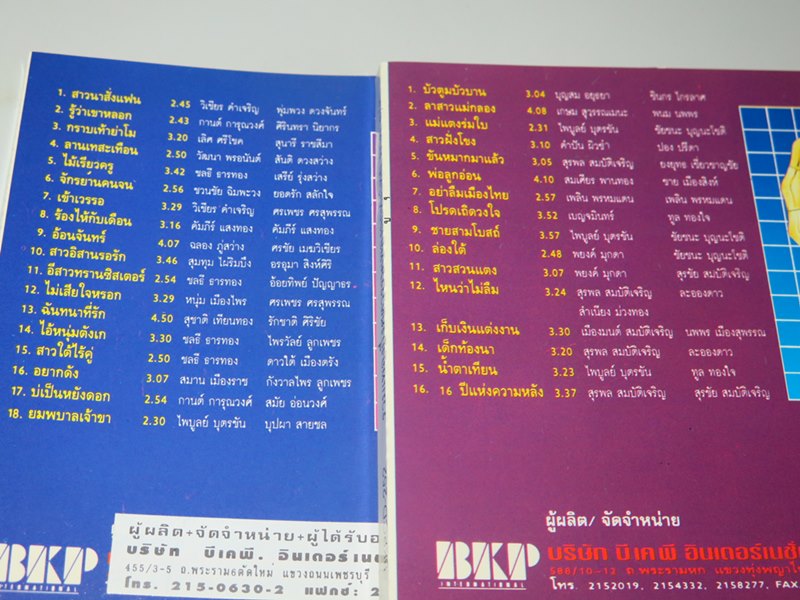 1. สาวนาสั่งแฟน 2.45 วิเชียร คำเจริญ พุ่มพวง ดวงจันทร์
2. รู้ว่าเขาหลอก 2.43 กานต์ การุณวงศ์ ศิรินทรา นิยากร
3. กราบเท้าย่าโม 3.20 เลิศ ศรีโชค สุนารี ราชสีมา
4. ลานเทสะเทือน 2.50 วัฒนา พรอนันต์ สันติ ดวงสว่าง
5. ไม้เรียวครู 3.42 ชลธี ธารทอง เสรีย์ รุ่งสว่าง
6. จักรยานคนจน 2.56 ชวนชัย ฉิมพะวง ยอดรัก สลักใจ
7. เข้าเวรรอ 3.29 วิเชียร คำเจริญ ศรเพชร ศรสุพรรณ
8. ร้องไห้กับเดือน 3.16 คัมภีร์ แสงทอง คัมภีร์ แสงทอง
9. อ้อนจันทร์ 4.07 ฉลอง ภู่สว่าง ศรชัย เมฆวิเชียร
10. สาวอิสานรอรัก 3.46 สุมทุม ไผ่ริมบึง อรอุมา สิงห์ศิริ
11. อีสาวทรานซิสเตอร์ 2.54 ชลธี ธารทอง อ้อยทิพย์ ปัญญาธร
12. ไม่เสียใจหรอก 3.29 หนุ่ม เมืองไพร ศรเพชร ศรสุพรรณ
13. ฉันทนาที่รัก 4.50 สุชาติ เทียนทอง รักชาติ ศิริชัย
14. ไอ้หนุ่มตังเก 3.30 ชลธี ธารทอง ไพรวัลย์ ลูกเพชร
15. สาวใต้ไร้คู่ 2.50 ชลธี ธารทอง ดาวใต้ เมืองตรัง
16. อยากดัง 3.07 สมาน เมืองราช กังวาลไพร ลูกเพชร
17. บ่เป็นหยังดอก 2.54 กานต์ การุณวงศ์ สมัย อ่อนวงศ์
18. ยมพบาลเจ้าขา 2.30 ไพบูลย์ บุตรขัน บุปผา สายชล
ผู้ผลิต+จัดจำหน่าย+ผู้ได้รับอ
BKP
INTERNATIONAL
บริษัท บีเคพี. อินเตอร์เนช
455/3-5 ถ.พระราม6ตัดใหม่ แขวงถนนเพชรบุรี
โทร. 215-0630-2 แฟกซ์: 2
1. บัวตูมบัวบาน 3.04 บุญสม อยุธยา ชินกร ไกรลาศ
2. ลาสาวแม่กลอง 4.08 เกษม สุวรรณเมนะ พนม นพพร
3. แม่แตงร่มใบ 2.31 ไพบูลย์ บุตรขัน ชัยชนะ บุญนะโชติ
4. สาวฝั่งโขง 3.10 คำปัน ผิวขำ ปอง ปรีดา
5. ขันหมากมาแล้ว 3.05 สุรพล สมบัติเจริญ ยงยุทธ เชี่ยวชาญชัย
6. พ่อลูกอ่อน 4.10 สมเศียร พานทอง ชาย เมืองสิงห์
7. อย่าลืมเมืองไทย 2.57 เพลิน พรหมแดน เพลิน พรหมแดน
8. โปรดเถิดดวงใจ 3.52 เบญจมินทร์ ทูล ทองใจ
9. ชายสามโบสถ์ 3.57 ไพบูลย์ บุตรขัน ชัยชนะ บุญนะโชติ
10. ล่องใต้ 2.48 พยงค์ มุกดา ชัยชนะ บุญนะโชติ
11. สาวสวนแตง 3.07 พยงค์ มุกดา สุรชัย สมบัติเจริญ
12. ไหนว่าไม่ลืม 3.24 สุรพล สมบัติเจริญ ละอองดาว
สำเนียง ม่วงทอง
13. เก็บเงินแต่งงาน 3.30 เมืองมนต์ สมบัติเจริญ นพพร เมืองสุพรรณ
14. เด็กท้องนา 3.20 สุรพล สมบัติเจริญ ละอองดาว
15. น้ำตาเทียน 3.23 ไพบูลย์ บุตรขัน ทูล ทองใจ
16. 16 ปีแห่งความหลัง 3.37 สุรพล สมบัติเจริญ สุรชัย สมบัติเจริญ
ผู้ผลิต/ จัดจำหน่าย
BKP
INTERNATIONAL
บริษัท บีเคพี อินเตอร์เนชั่
588/10-12 ถ.พระรามหก แขวงทุ่งพญาไ
โทร. 2152019, 2154332, 2158277, FAX